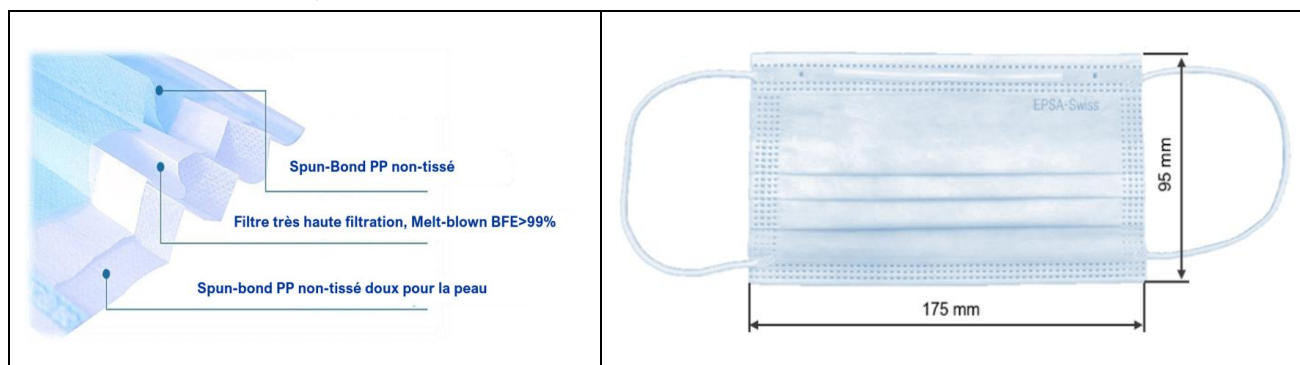 Spun-Bond PP non-tissé
Filtre très haute filtration, Melt-blown BFE>99%
Spun-bond PP non-tissé doux pour la peau
EPSA-Swiss
95 mm
175 mm